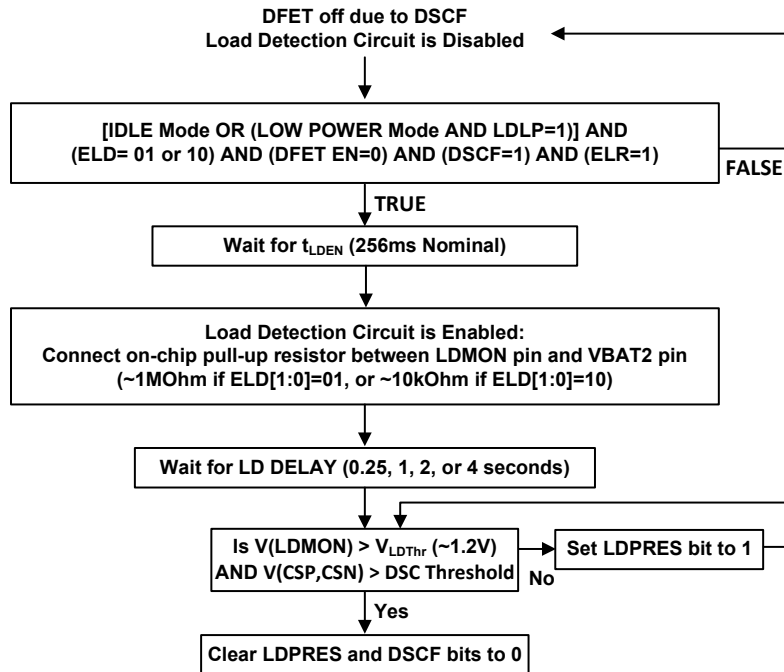 DFET off due to DSCF
Load Detection Circuit is Disabled
[IDLE Mode OR (LOW POWER Mode AND LDLP=1)] AND
(ELD= 01 or 10) AND (DFET EN=0) AND (DSCF=1) AND (ELR=1)
FALSE
TRUE
Wait for tLDEN (256ms Nominal)
Load Detection Circuit is Enabled:
Connect on-chip pull-up resistor between LDMON pin and VBAT2 pin
(~1MOhm if ELD[1:0]=01, or ~10kOhm if ELD[1:0]=10)
Wait for LD DELAY (0.25, 1, 2, or 4 seconds)
Is V(LDMON) > VLDThr (~1.2V)
AND V(CSP,CSN) > DSC Threshold
No
Set LDPRES bit to 1
Yes
Clear LDPRES and DSCF bits to 0